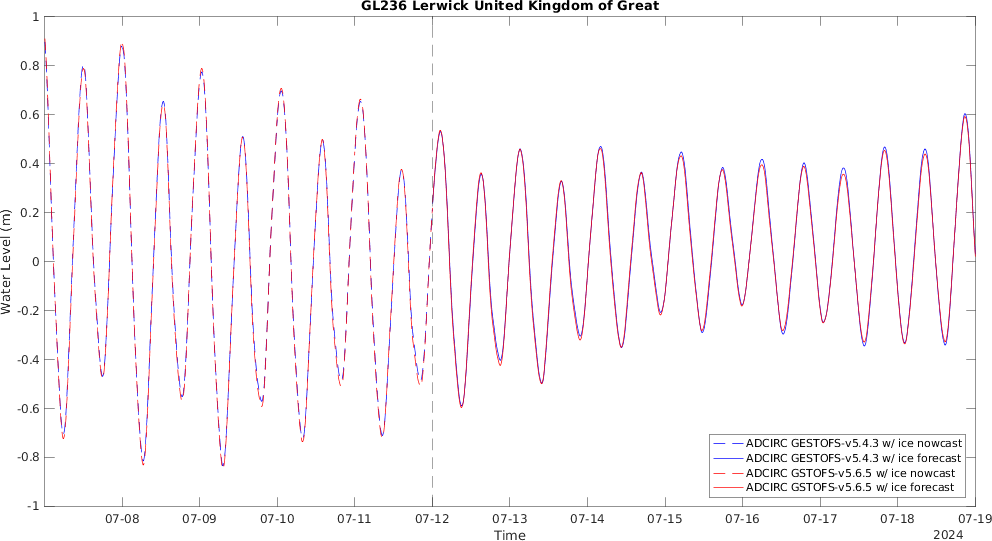 GL236 Lerwick United Kingdom of Great
1
0.8
0.6
0.4
0.2
0
-0.2
-0.4
-0.6
-0.8
-1
Water Level (m)
ADCIRC GESTOFS-v5.4.3 w/ ice nowcast
ADCIRC GESTOFS-v5.4.3 w/ ice forecast
ADCIRC GSTOFS-v5.6.5 w/ ice nowcast
ADCIRC GSTOFS-v5.6.5 w/ ice forecast
07-08 07-09 07-10 07-11 07-12 07-13 07-14 07-15 07-16 07-17 07-18 07-19
Time
2024